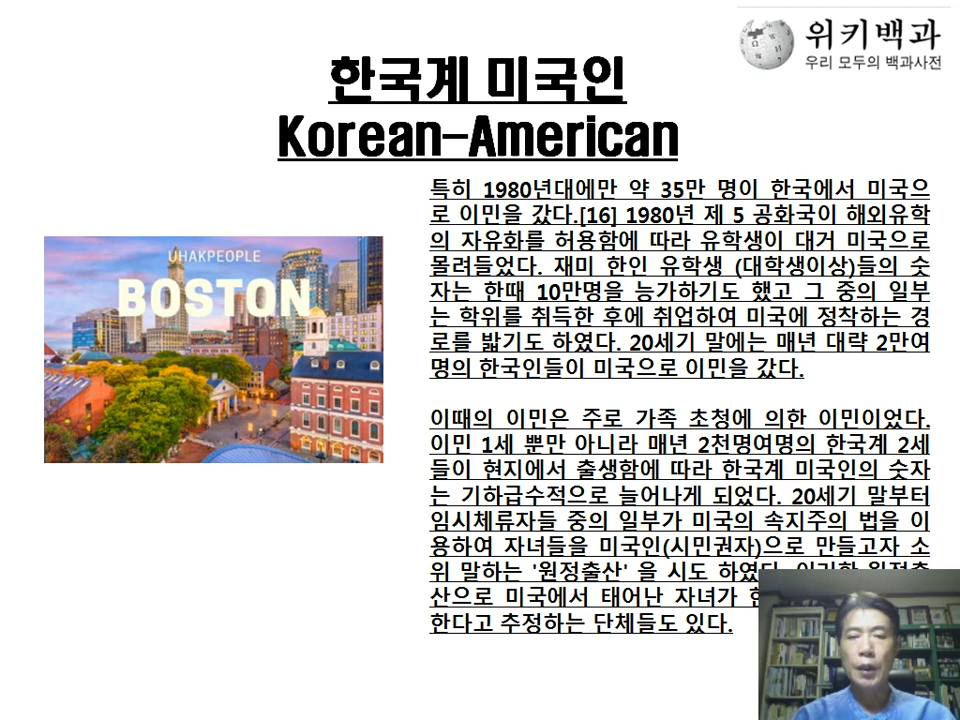 위키백과
우리 모두의 백과사전
한국계 미국인
Korean-American
UHAKPEOPLE
BOSTON
특히 1980년대에만 약 35만 명이 한국에서 미국으
로 이민을 갔다.[16] 1980년 제 5 공화국이 해외유학
의 자유화를 허용함에 따라 유학생이 대거 미국으로
몰려들었다. 재미 한인 유학생 (대학생이상)들의 숫
자는 한때 10만명을 능가하기도 했고 그 중의 일부
는 학위를 취득한 후에 취업하여 미국에 정착하는 경
로를 밟기도 하였다. 20세기 말에는 매년 대략 2만여
명의 한국인들이 미국으로 이민을 갔다.
이때의 이민은 주로 가족 초청에 의한 이민이었다.
이민 1세 뿐만 아니라 매년 2천명여명의 한국계 2세
들이 현지에서 출생함에 따라 한국계 미국인의 숫자
는 기하급수적으로 늘어나게 되었다. 20세기 말부터
임시체류자들 중의 일부가 미국의 속지주의 법을 이
용하여 자녀들을 미국인(시민권자)으로 만들고자 소
위 말하는 '원정출산' 을 시도 하였다.
산으로 미국에서 태어난 자녀가
한다고 추정하는 단체들도 있다.